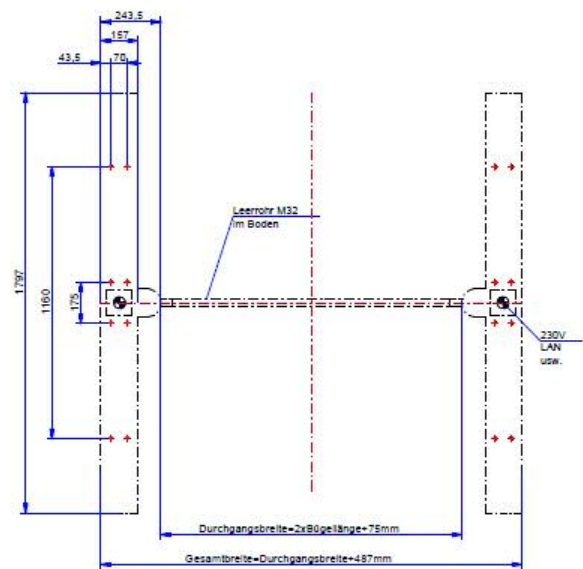 243,5
157
43,5
70
Leerrohr M32
im Boden
1797
1160
175
230V
LAN
usw.
Durchgangsbreite=2xBügellänge+75mm
Gesamtbreite=Durchgangsbreite+487mm